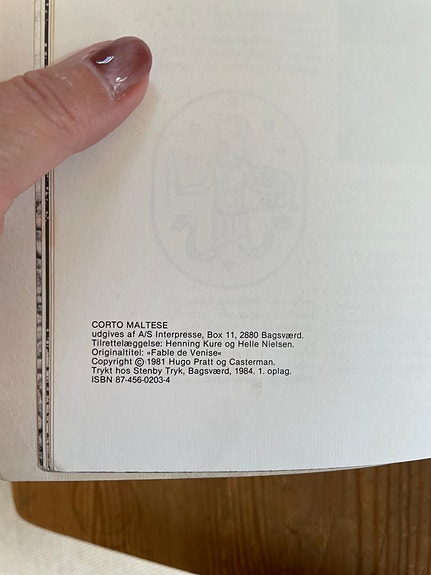 CORTO MALTESE
udgives af A/S Interpresse, Box 11, 2880 Bagsværd.
Tilrettelæggelse: Henning Kure og Helle Nielsen.
Originaltitel: »Fable de Venise«
Copyright © 1981 Hugo Pratt og Casterman.
Trykt hos Stenby Tryk, Bagsværd, 1984. 1. oplag.
ISBN 87-456-0203-4